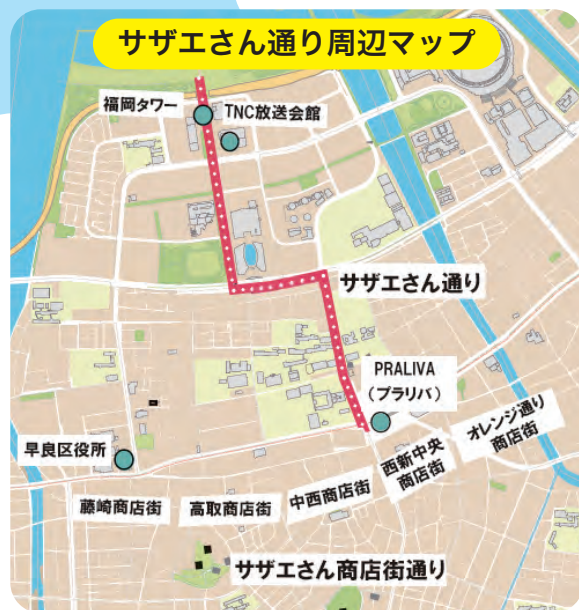 サザエさん通り周辺マップ
福岡タワー
TNC放送会館
サザエさん通り
PRALIVA
(プラリバ)
早良区役所
オレンジ通り
商店街
西新中央
商店街
中西商店街
高取商店街
藤崎商店街
サザエさん商店街通り